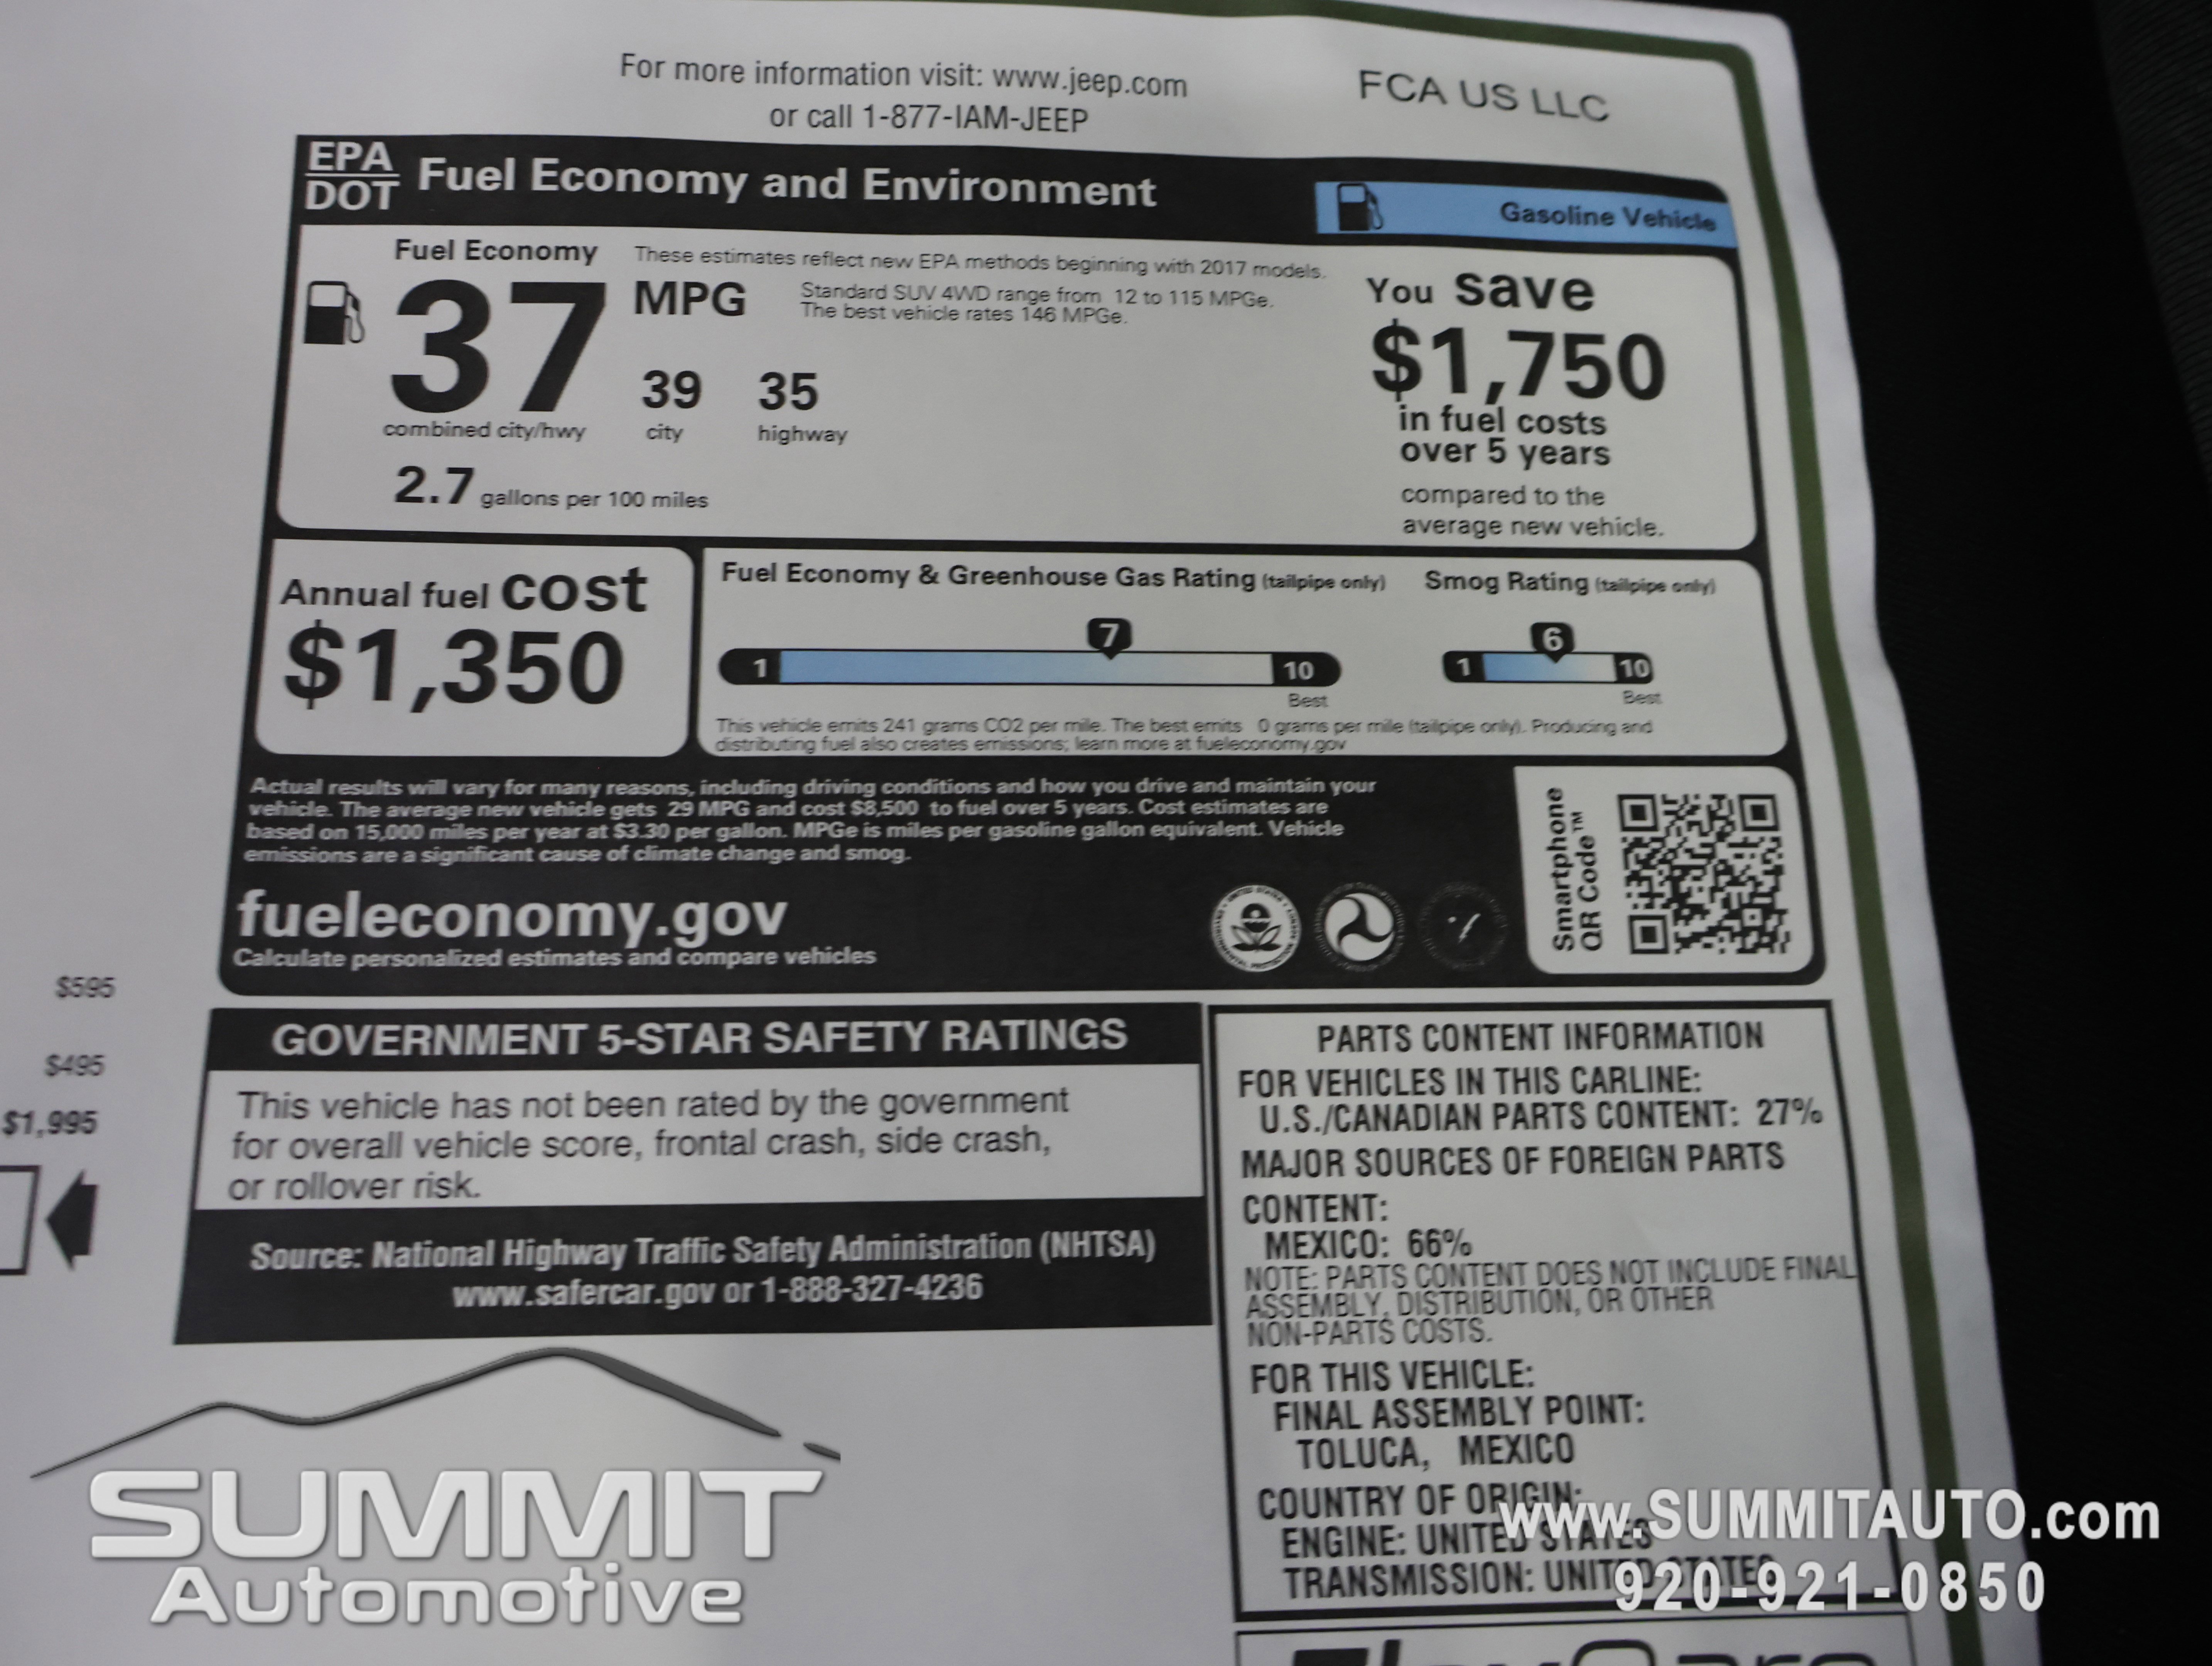 For more information visit: www.jeep.com
or call 1-877-IAM-JEEP
FCA US LLC
EPA
DOT
Fuel Economy and Environment
Gasoline Vehicle
Fuel Economy
These estimates reflect new EPA methods beginning with 2017 models.
37 MPG
Standard SUV 4WD range from 12 to 115 MPGe.
The best vehicle rates 146 MPGe.
39 35
combined city/hwy city highway
2.7 gallons per 100 miles
You save
$1,750
in fuel costs
over 5 years
compared to the
average new vehicle.
Annual fuel cost
$1,350
Fuel Economy & Greenhouse Gas Rating (tailpipe only)
7
1 10
Best
Smog Rating (tailpipe only)
6
1 10
Best
This vehicle emits 241 grams CO2 per mile. The best emits 0 grams per mile (tailpipe only). Producing and
distributing fuel also creates emissions; learn more at fueleconomy.gov
Actual results will vary for many reasons, including driving conditions and how you drive and maintain your
vehicle. The average new vehicle gets 29 MPG and cost $8,500 to fuel over 5 years. Cost estimates are
based on 15,000 miles per year at $3.30 per gallon. MPGe is miles per gasoline gallon equivalent. Vehicle
emissions are a significant cause of climate change and smog.
fueleconomy.gov
Calculate personalized estimates and compare vehicles
Smartphone
QR Code™
$595
$495
$1,995
GOVERNMENT 5-STAR SAFETY RATINGS
This vehicle has not been rated by the government
for overall vehicle score, frontal crash, side crash,
or rollover risk.
Source: National Highway Traffic Safety Administration (NHTSA)
www.safercar.gov or 1-888-327-4236
PARTS CONTENT INFORMATION
FOR VEHICLES IN THIS CARLINE:
U.S./CANADIAN PARTS CONTENT: 27%
MAJOR SOURCES OF FOREIGN PARTS
CONTENT:
MEXICO: 66%
NOTE: PARTS CONTENT DOES NOT INCLUDE FINAL
ASSEMBLY, DISTRIBUTION, OR OTHER
NON-PARTS COSTS.
FOR THIS VEHICLE:
FINAL ASSEMBLY POINT:
TOLUCA, MEXICO
COUNTRY OF ORIGIN:
ENGINE: UNITED STATES
TRANSMISSION: UNITED STATES
SUMMIT
Automotive
www.SUMMITAUTO.com
920-921-0850